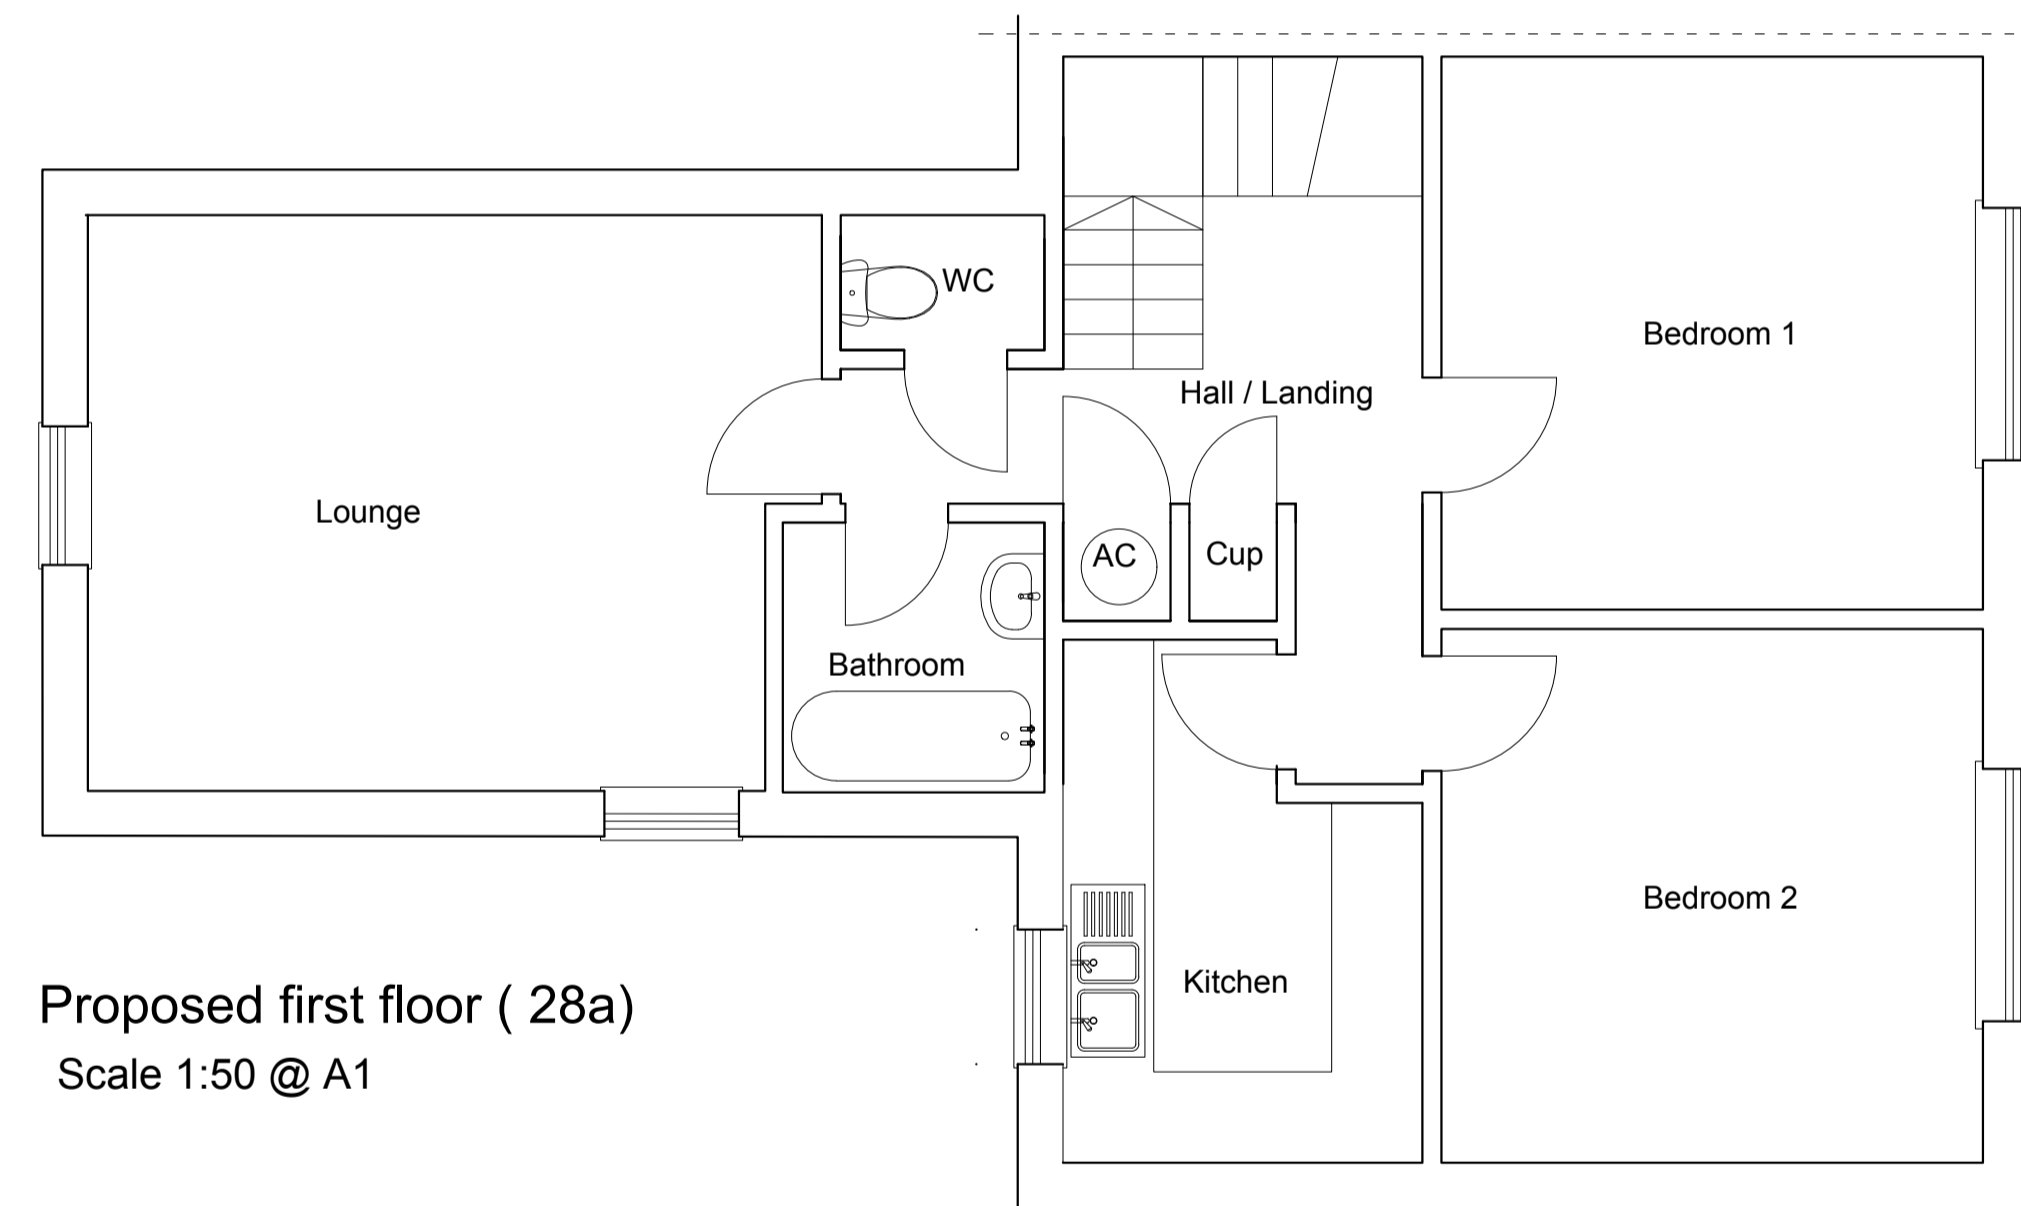 WC
Bedroom 1
Hall / Landing
Lounge
AC
Cup
Bathroom
Bedroom 2
Kitchen
Proposed first floor ( 28a)
Scale 1:50 @ A1